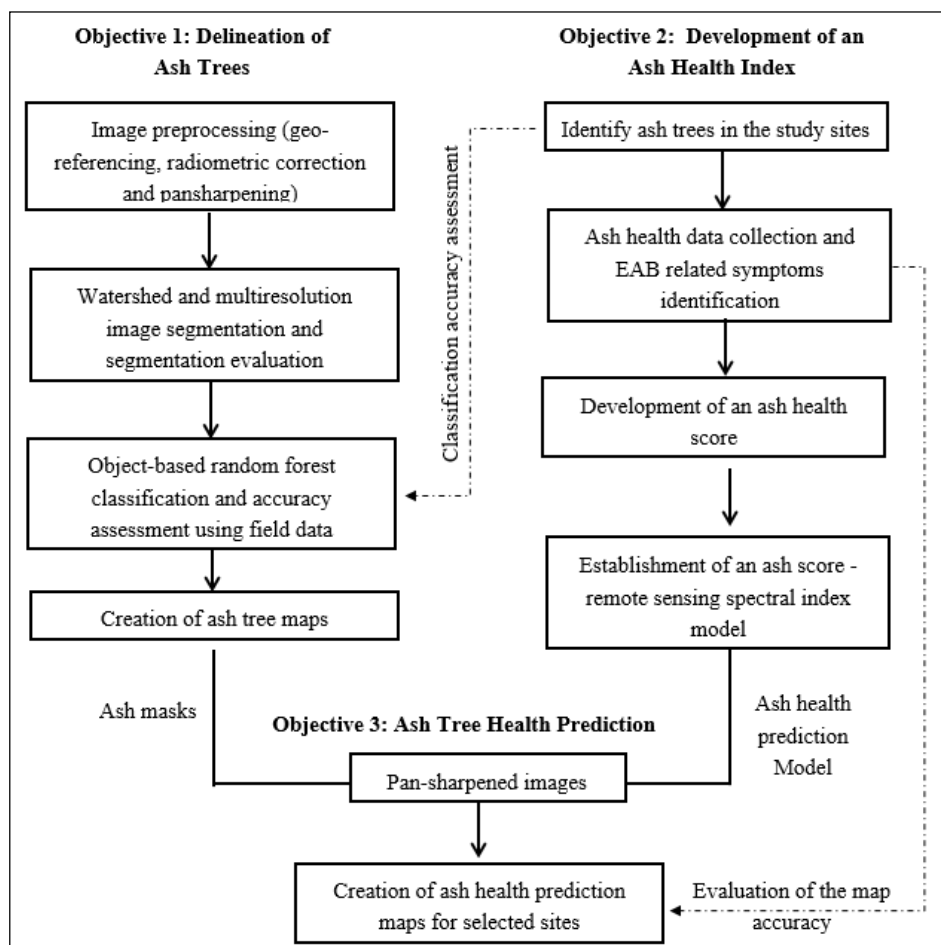 Objective 1: Delineation of
Ash Trees
Image preprocessing (geo-
referencing, radiometric correction
and pansharpening)
Watershed and multiresolution
image segmentation and
segmentation evaluation
Object-based random forest
classification and accuracy
assessment using field data
Creation of ash tree maps
Ash masks
Classification accuracy assessment
Objective 2: Development of an
Ash Health Index
Identify ash trees in the study sites
Ash health data collection and
EAB related symptoms
identification
Development of an ash health
score
Establishment of an ash score -
remote sensing spectral index
model
Ash health
prediction
Model
Objective 3: Ash Tree Health Prediction
Pan-sharpened images
Creation of ash health prediction
maps for selected sites
Evaluation of the map
accuracy